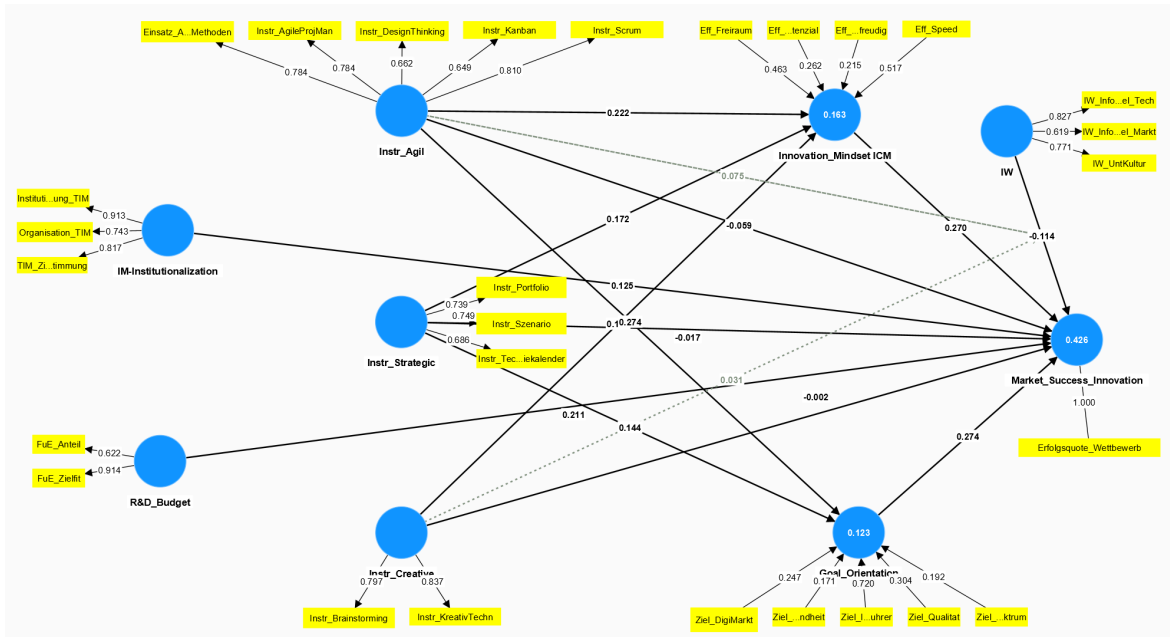 Einsatz_A...Methoden
Instr_AgileProjMan
Instr_DesignThinking
Instr_Kanban
Instr_Scrum
Eff_Freiraum
Eff_...tenzial
Eff_...freudig
Eff_Speed
0.784
0.784
0.662
0.649
0.810
0.463
0.262
0.215
0.517
Instr_Agil
0.222
0.163
Innovation_Mindset ICM
IW_Info...el_Tech
IW_Info...el_Markt
IW_UntKultur
0.827
0.619
0.771
IW
0.075
0.172
-0.059
0.270
-0.114
Instituti...ung_TIM
Organisation_TIM
TIM_Zi...timmung
0.913
0.743
0.817
IM-Institutionalization
0.125
Instr_Portfolio
Instr_Szenario
Instr_Tec...iekalender
0.739
0.749
0.686
Instr_Strategic
0.274
-0.017
0.426
Market_Success_Innovation
1.000
Erfolgsquote_Wettbewerb
0.031
-0.002
0.211
0.144
0.274
FuE_Anteil
FuE_Zielfit
0.622
0.914
R&D_Budget
Instr_Creative
0.797
0.837
Instr_Brainstorming
Instr_KreativTechn
0.123
Goal_Orientation
0.247
0.171
0.720
0.304
0.192
Ziel_DigiMarkt
Ziel_...ndheit
Ziel_I...uhrer
Ziel_Qualitat
Ziel_...ktrum